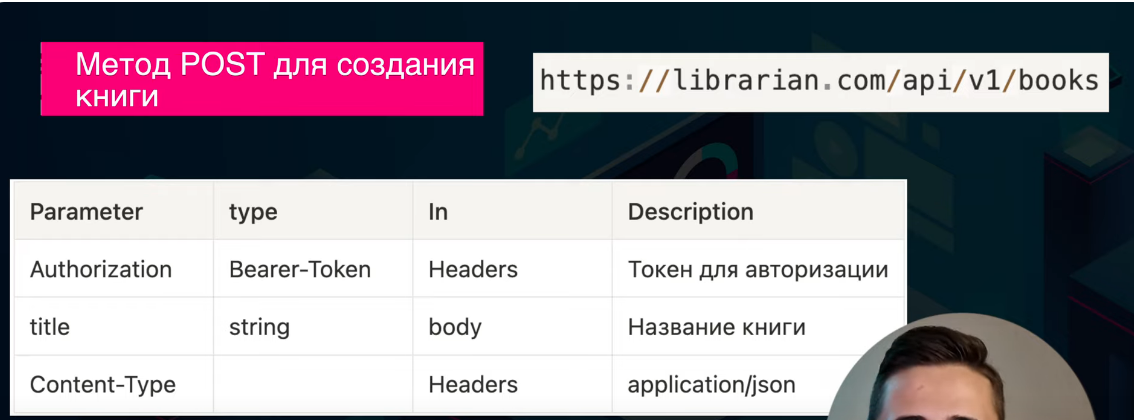 Метод POST для создания
книги
https://librarian.com/api/v1/books
Parameter type In Description
Authorization Bearer-Token Headers Токен для авторизации
title string body Название книги
Content-Type Headers application/json